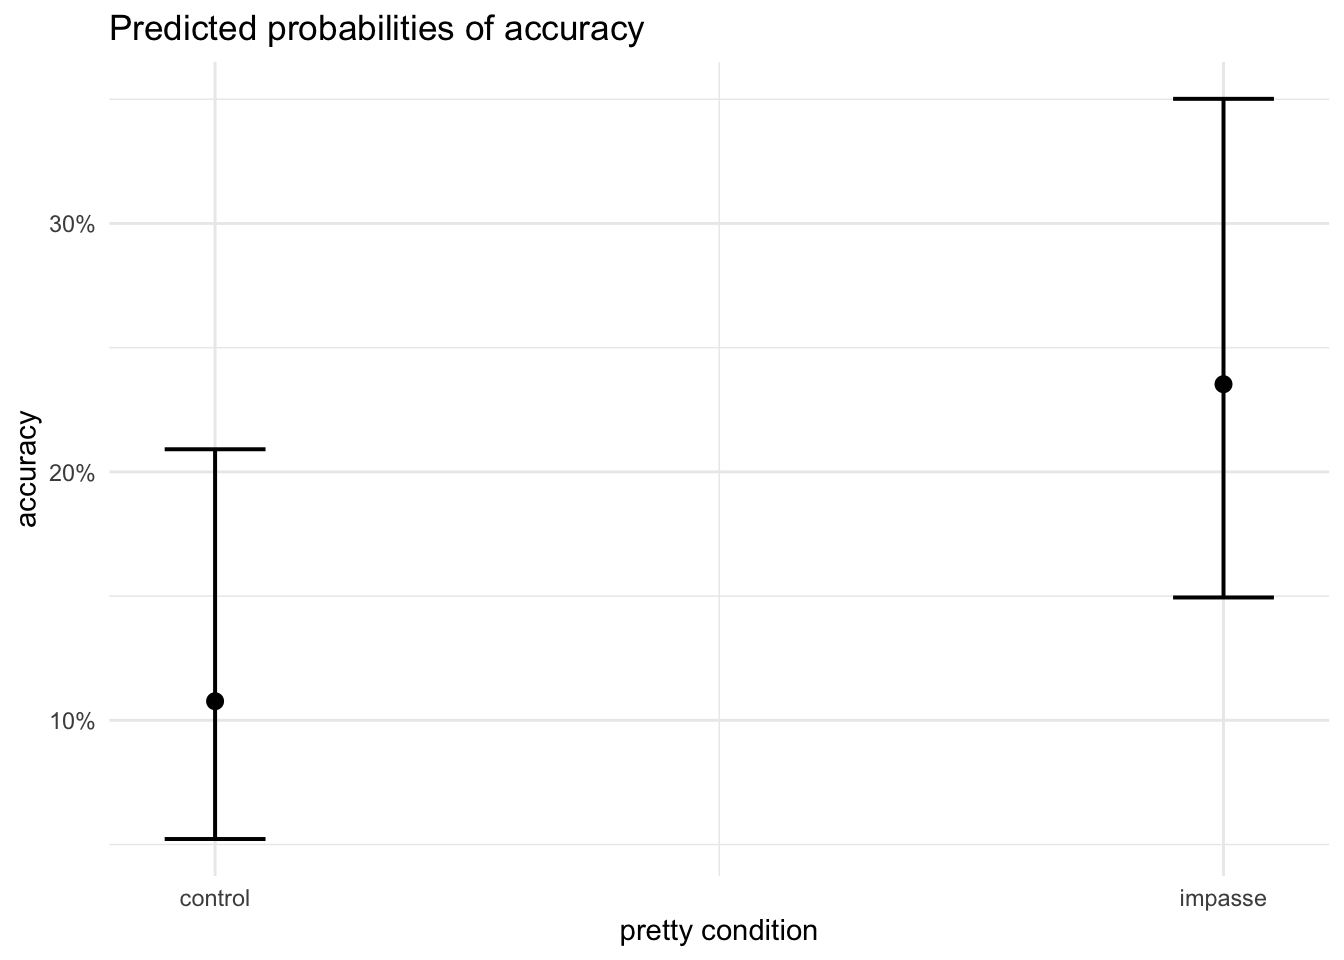 Predicted probabilities of accuracy
accuracy
30%
20%
10%
control
impasse
pretty condition